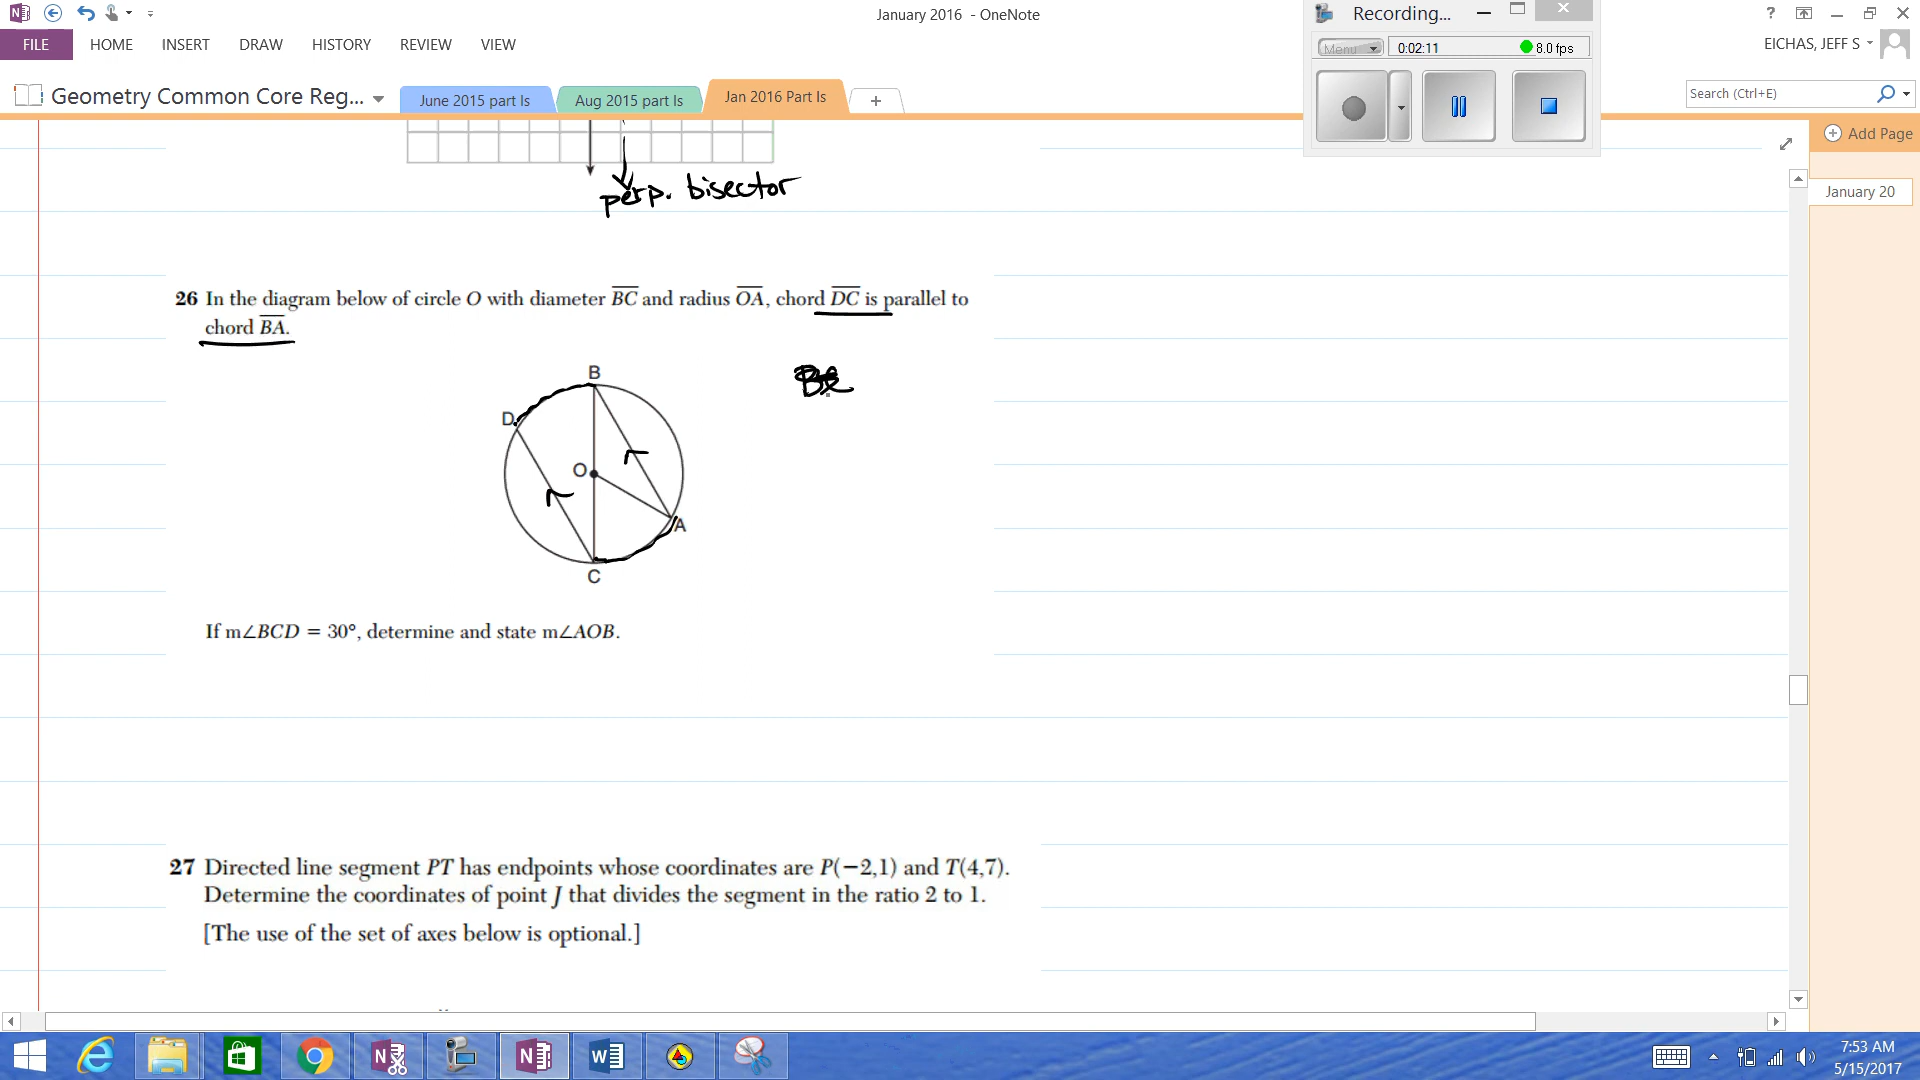 January 2016 - OneNote
Recording...
FILE HOME INSERT DRAW HISTORY REVIEW VIEW
EICHAS, JEFF S
Menu
0:02:11
8.0 fps
Geometry Common Core Reg...
June 2015 part Is
Aug 2015 part Is
Jan 2016 Part Is
Search (Ctrl+E)
Add Page
January 20
perp. bisector
26 In the diagram below of circle O with diameter BC and radius OA, chord DC is parallel to
chord BA.
B
D
O
A
C
If m∠BCD = 30°, determine and state m∠AOB.
27 Directed line segment PT has endpoints whose coordinates are P(−2,1) and T(4,7).
Determine the coordinates of point J that divides the segment in the ratio 2 to 1.
[The use of the set of axes below is optional.]
7:53 AM
5/15/2017